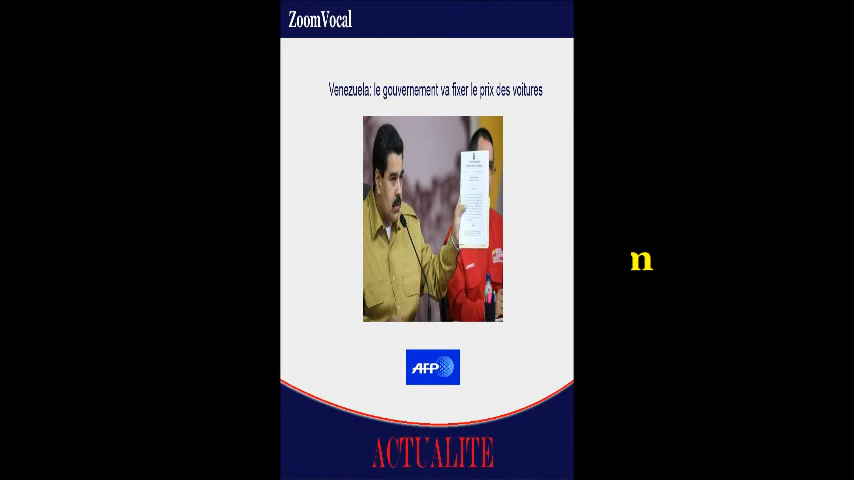 ZoomVocal
Venezuela: le gouvernement va fixer le prix des voitures
AFP
n
ACTUALITE